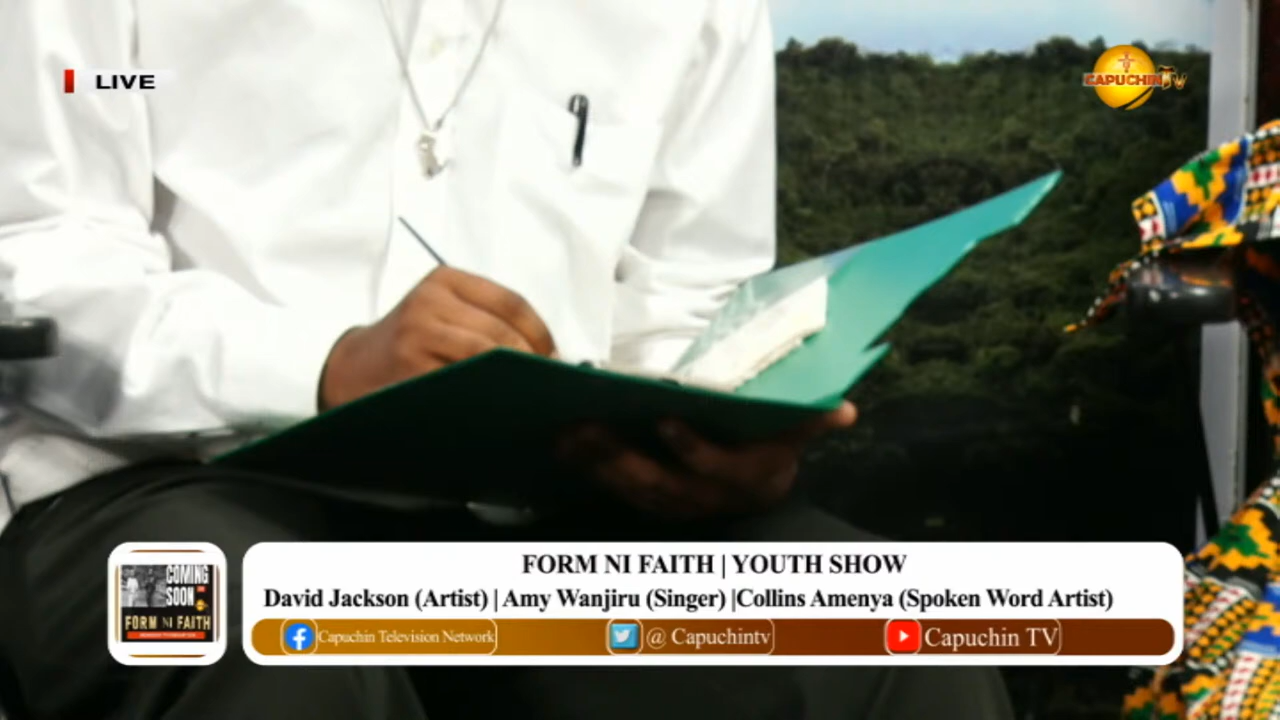 LIVE
CAPUCHIN TV
COMING
SOON
FORM NI FAITH
FORM NI FAITH | YOUTH SHOW
David Jackson (Artist) | Amy Wanjiru (Singer) |Collins Amenya (Spoken Word Artist)
Capuchin Television Network
@ Capuchintv
Capuchin TV